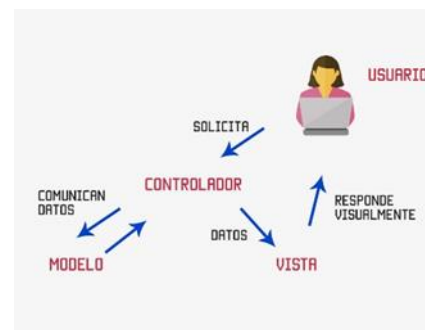 USUARIO
SOLICITA
CONTROLADOR
COMUNICAN
DATOS
RESPONDE
VISUALMENTE
DATOS
MODELO
VISTA